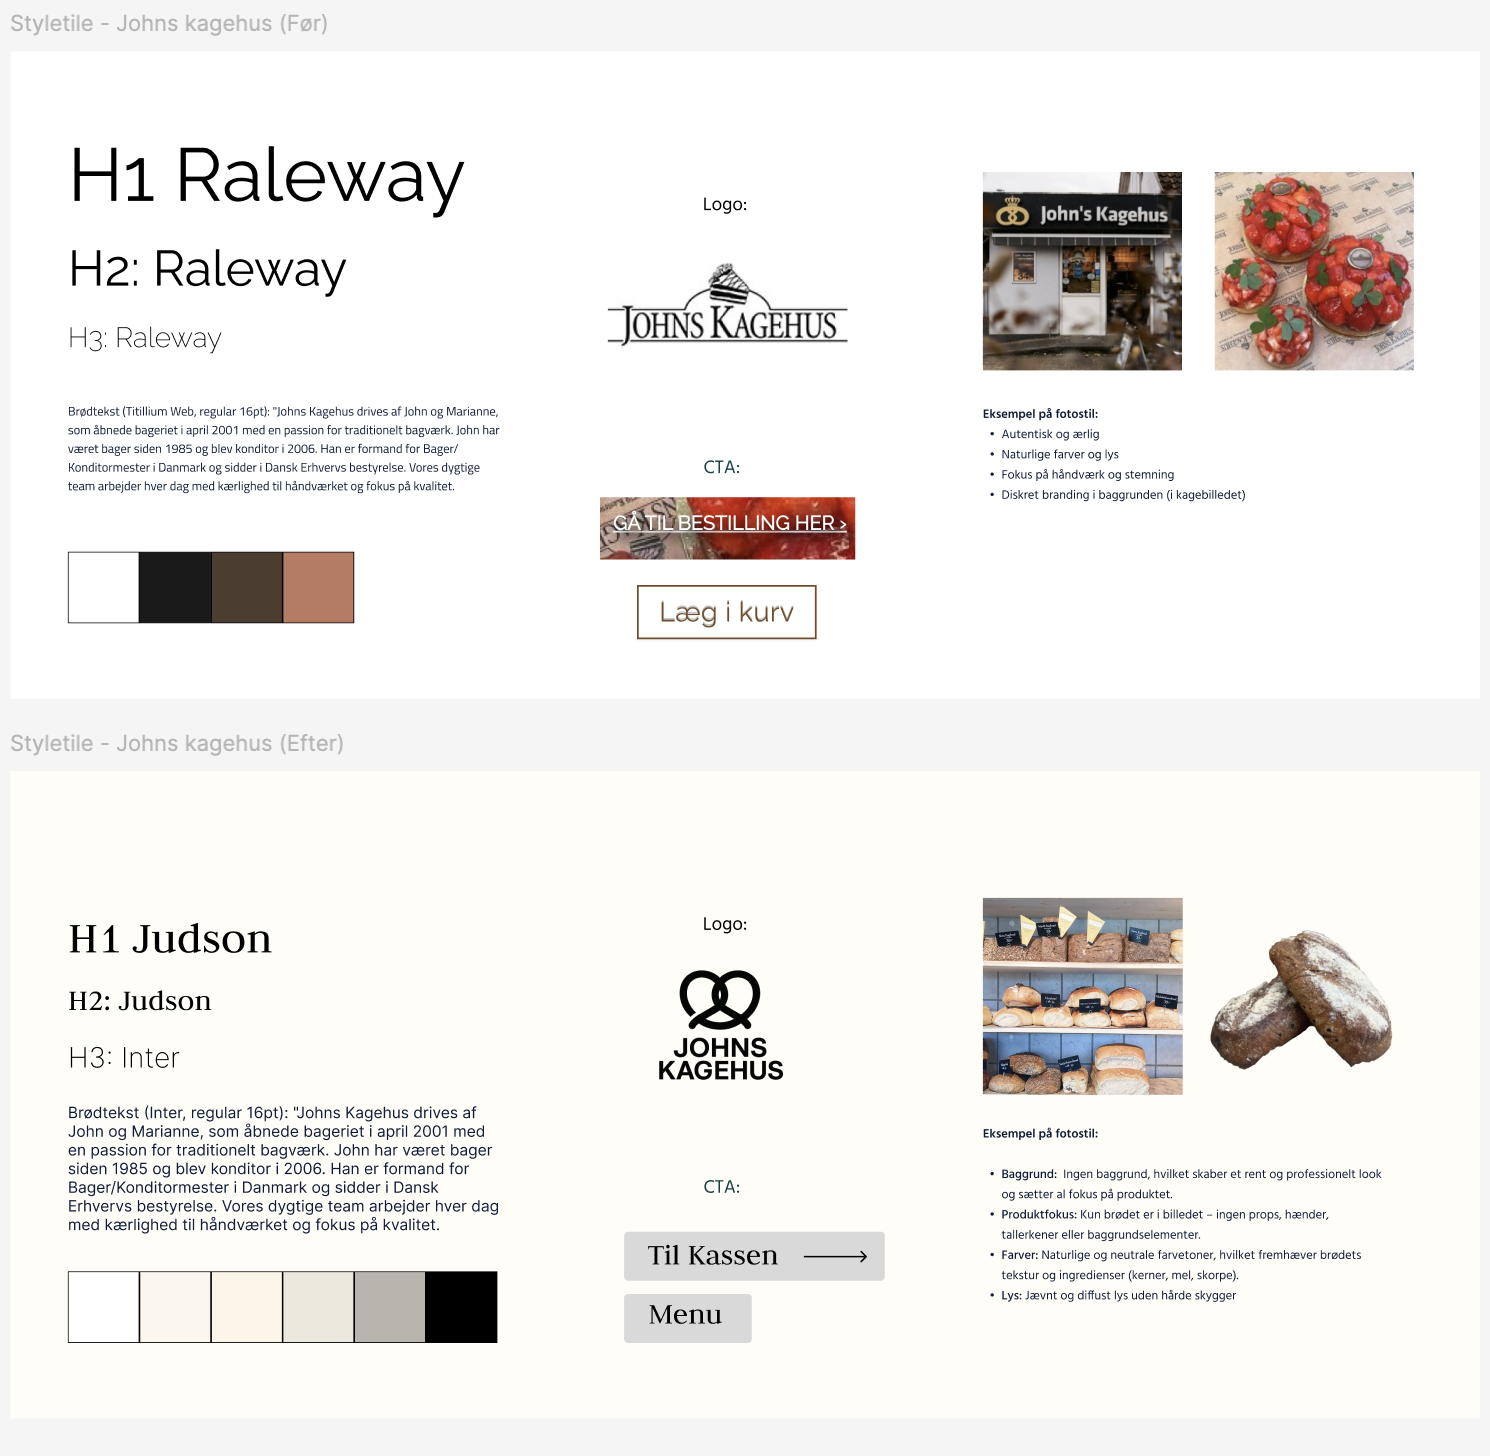 Styletile - Johns kagehus (Før)
H1 Raleway
H2: Raleway
H3: Raleway
Brødtekst (Titillium Web, regular 16pt): "Johns Kagehus drives af John og Marianne,
som åbnede bageriet i april 2001 med en passion for traditionelt bagværk. John har
været bager siden 1985 og blev konditor i 2006. Han er formand for Bager/
Konditormester i Danmark og sidder i Dansk Erhvervs bestyrelse. Vores dygtige
team arbejder hver dag med kærlighed til håndværket og fokus på kvalitet.
Logo:
JOHNS KAGEHUS
CTA:
GÅ TIL BESTILLING HER ›
Læg i kurv
John's Kagehus
Eksempel på fotostil:
• Autentisk og ærlig
• Naturlige farver og lys
• Fokus på håndværk og stemning
• Diskret branding i baggrunden (i kagebilledet)
Styletile - Johns kagehus (Efter)
H1 Judson
H2: Judson
H3: Inter
Brødtekst (Inter, regular 16pt): "Johns Kagehus drives af
John og Marianne, som åbnede bageriet i april 2001 med
en passion for traditionelt bagværk. John har været bager
siden 1985 og blev konditor i 2006. Han er formand for
Bager/Konditormester i Danmark og sidder i Dansk
Erhvervs bestyrelse. Vores dygtige team arbejder hver dag
med kærlighed til håndværket og fokus på kvalitet.
Logo:
JOHNS
KAGEHUS
CTA:
Til Kassen
Menu
Eksempel på fotostil:
• Baggrund: Ingen baggrund, hvilket skaber et rent og professionelt look
og sætter al fokus på produktet.
• Produktfokus: Kun brødet er i billedet – ingen props, hænder,
tallerkener eller baggrundselementer.
• Farver: Naturlige og neutrale farvetoner, hvilket fremhæver brødets
tekstur og ingredienser (kerner, mel, skorpe).
• Lys: Jævnt og diffust lys uden hårde skygger